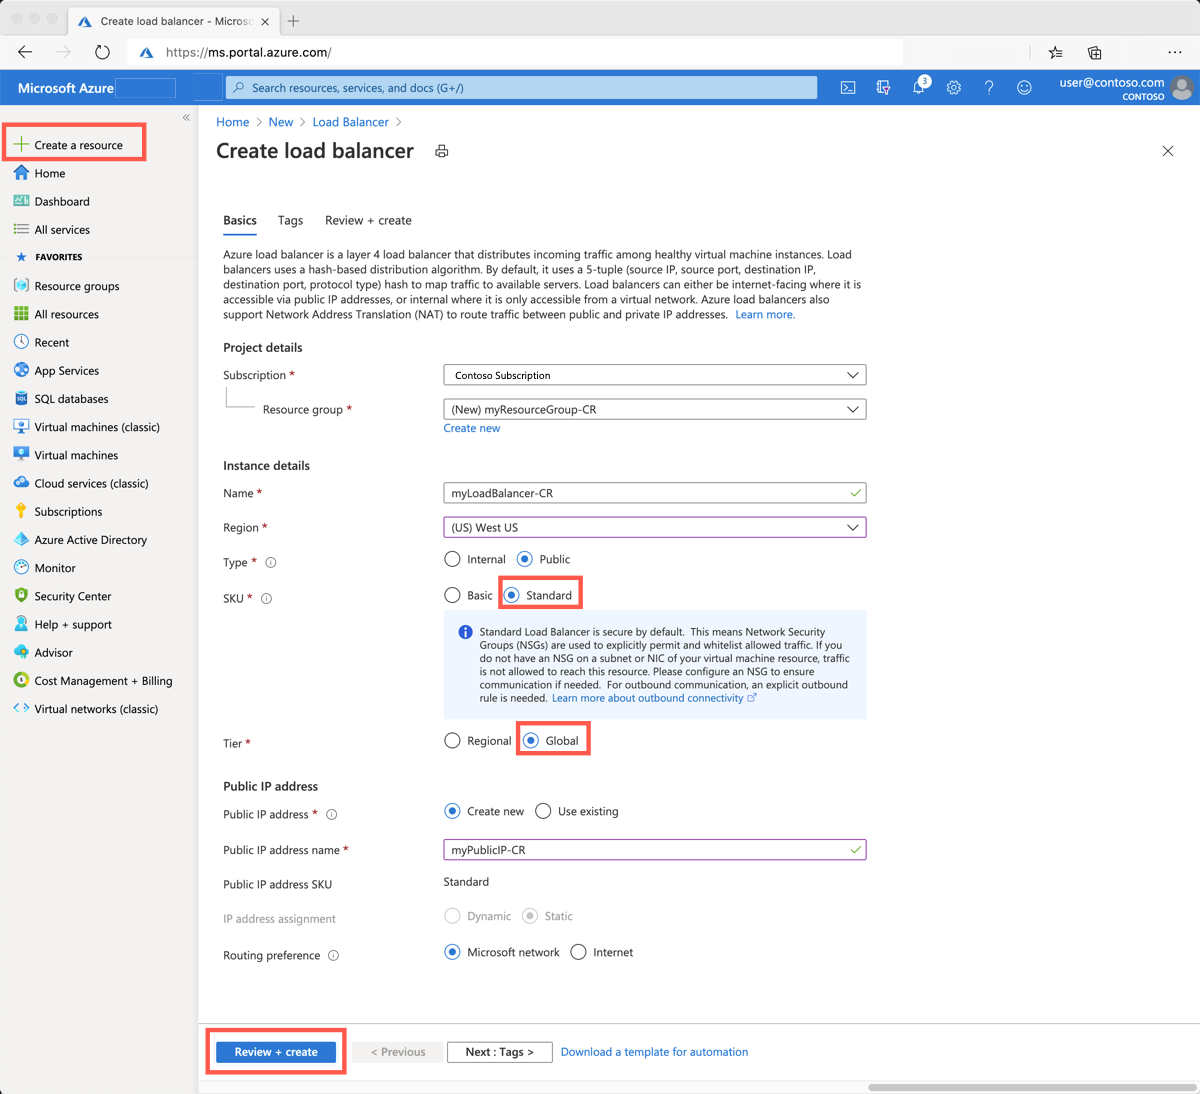 Create load balancer - Microsc
https://ms.portal.azure.com/
Microsoft Azure
Search resources, services, and docs (G+/)
3
user@contoso.com
CONTOSO
Create a resource
Home
Dashboard
All services
FAVORITES
Resource groups
All resources
Recent
App Services
SQL databases
Virtual machines (classic)
Virtual machines
Cloud services (classic)
Subscriptions
Azure Active Directory
Monitor
Security Center
Help + support
Advisor
Cost Management + Billing
Virtual networks (classic)
Home > New > Load Balancer >
Create load balancer
Basics Tags Review + create
Azure load balancer is a layer 4 load balancer that distributes incoming traffic among healthy virtual machine instances. Load
balancers uses a hash-based distribution algorithm. By default, it uses a 5-tuple (source IP, source port, destination IP,
destination port, protocol type) hash to map traffic to available servers. Load balancers can either be internet-facing where it is
accessible via public IP addresses, or internal where it is only accessible from a virtual network. Azure load balancers also
support Network Address Translation (NAT) to route traffic between public and private IP addresses. Learn more.
Project details
Subscription * Contoso Subscription
Resource group * (New) myResourceGroup-CR
Create new
Instance details
Name * myLoadBalancer-CR
Region * (US) West US
Type * Internal Public
SKU * Basic Standard
Standard Load Balancer is secure by default. This means Network Security
Groups (NSGs) are used to explicitly permit and whitelist allowed traffic. If you
do not have an NSG on a subnet or NIC of your virtual machine resource, traffic
is not allowed to reach this resource. Please configure an NSG to ensure
communication if needed. For outbound communication, an explicit outbound
rule is needed. Learn more about outbound connectivity
Tier * Regional Global
Public IP address
Public IP address * Create new Use existing
Public IP address name * myPublicIP-CR
Public IP address SKU Standard
IP address assignment Dynamic Static
Routing preference Microsoft network Internet
Review + create < Previous Next : Tags > Download a template for automation